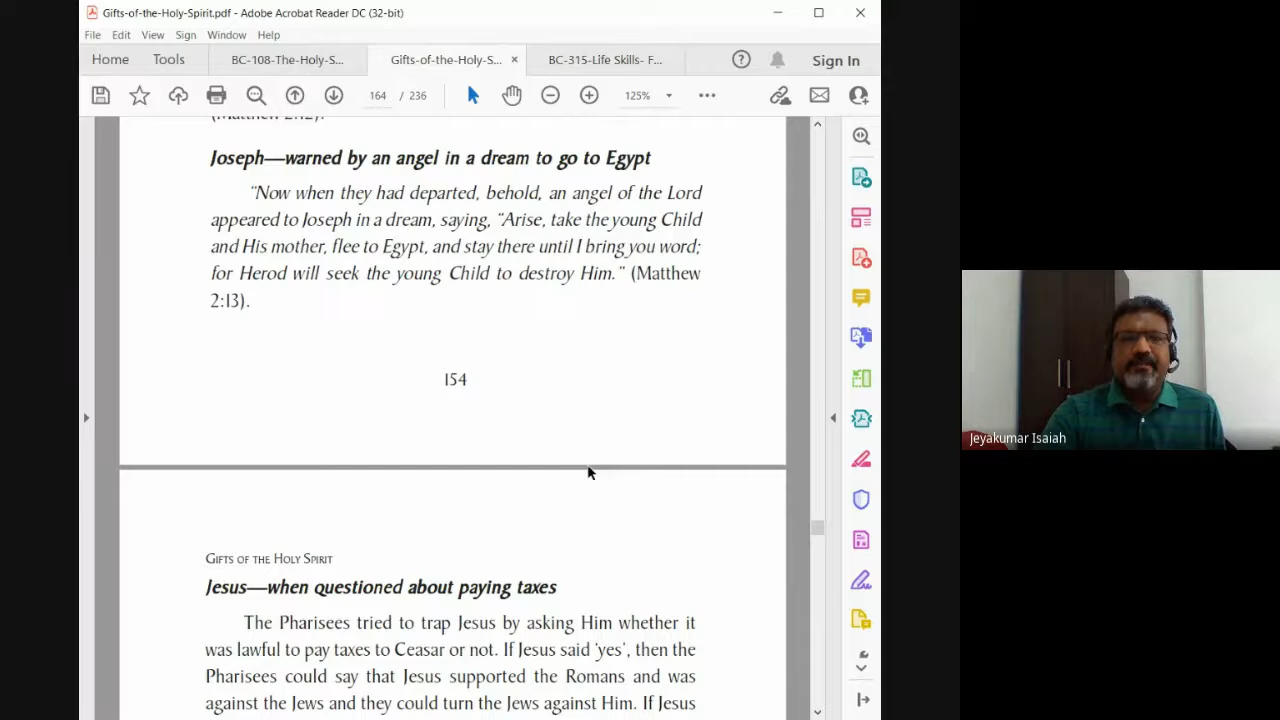 Gifts-of-the-Holy-Spirit.pdf - Adobe Acrobat Reader DC (32-bit)
File Edit View Sign Window Help
Home Tools BC-108-The-Holy-S... Gifts-of-the-Holy-S... × BC-315-Life Skills- F... Sign In
164 / 236 125%
(Matthew 2:12).
Joseph—warned by an angel in a dream to go to Egypt
"Now when they had departed, behold, an angel of the Lord
appeared to Joseph in a dream, saying, "Arise, take the young Child
and His mother, flee to Egypt, and stay there until I bring you word;
for Herod will seek the young Child to destroy Him." (Matthew
2:13).
154
Gifts of the Holy Spirit
Jesus—when questioned about paying taxes
The Pharisees tried to trap Jesus by asking Him whether it
was lawful to pay taxes to Ceasar or not. If Jesus said 'yes', then the
Pharisees could say that Jesus supported the Romans and was
against the Jews and they could turn the Jews against Him. If Jesus
Jeyakumar Isaiah